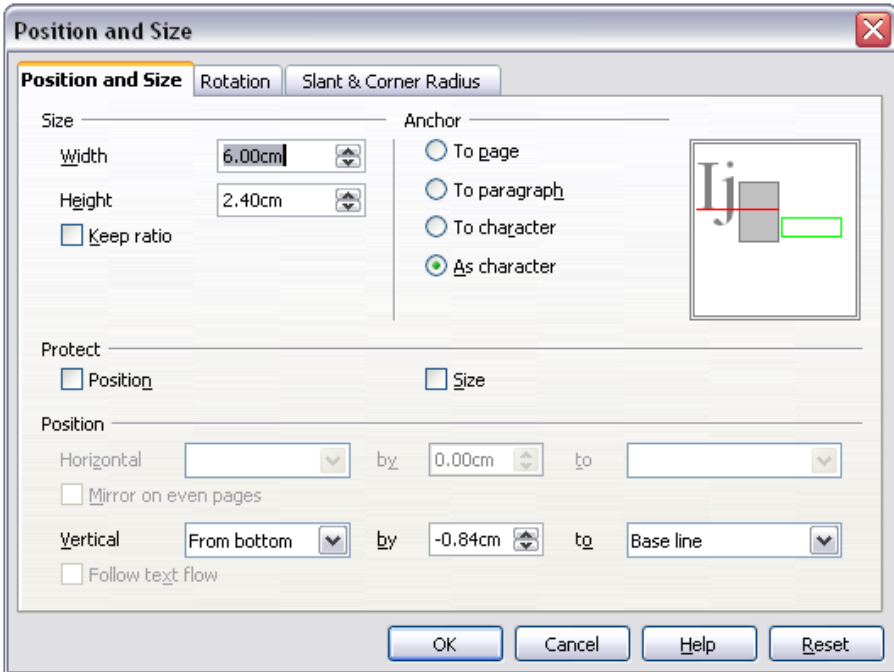 Position and Size
Position and Size Rotation Slant & Corner Radius
Size Anchor
Width 6.00cm To page
Height 2.40cm To paragraph
Keep ratio To character
As character
Ij
Protect
Position Size
Position
Horizontal by 0.00cm to
Mirror on even pages
Vertical From bottom by -0.84cm to Base line
Follow text flow
OK Cancel Help Reset